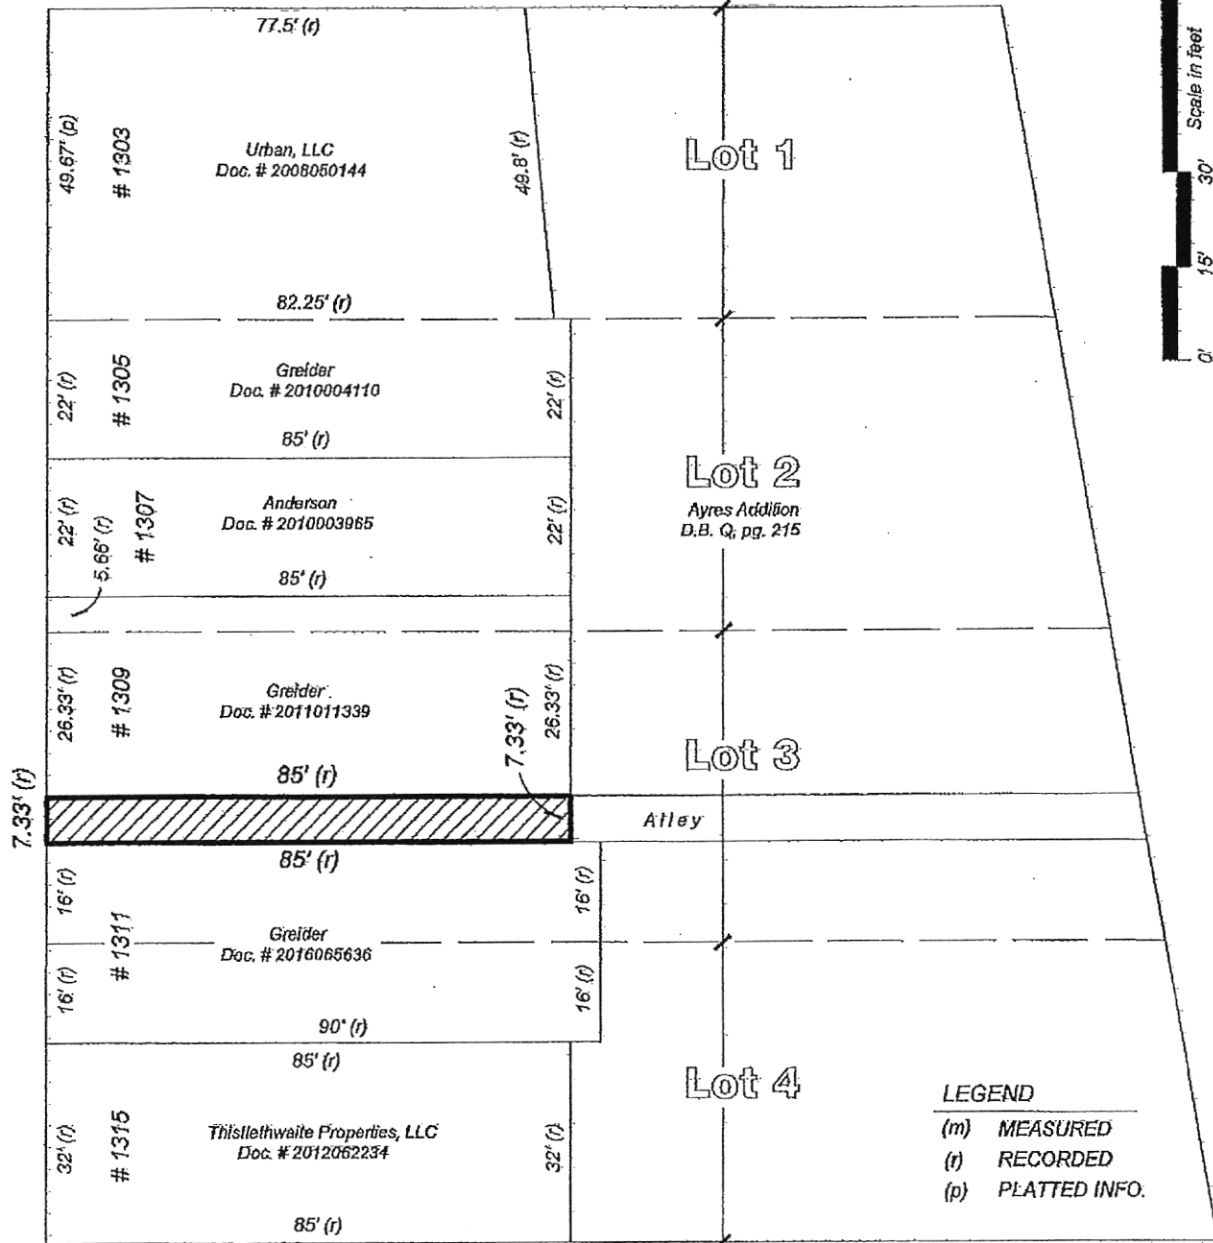 77.5' (r)
49.67' (p)
# 1303
Urban, LLC
Doc. # 2008050144
49.8' (r)
82.25' (r)
Lot 1
Scale in feet
30'
15'
0'
22' (r)
# 1305
Greider
Doc. # 2010004110
22' (r)
85' (r)
22' (r)
5.66' (r)
# 1307
Anderson
Doc. # 2010003965
22' (r)
85' (r)
Lot 2
Ayres Addition
D.B. Q, pg. 215
26.33' (r)
# 1309
Greider
Doc. # 2011011339
7.33' (r)
26.33' (r)
85' (r)
Lot 3
7.33' (r)
Alley
85' (r)
16' (r)
16' (r)
# 1311
Greider
Doc. # 2016065636
16' (r)
16' (r)
90' (r)
85' (r)
32' (r)
# 1315
Thistlethwaite Properties, LLC
Doc. # 2012062234
32' (r)
85' (r)
Lot 4
LEGEND
(m) MEASURED
(r) RECORDED
(p) PLATTED INFO.